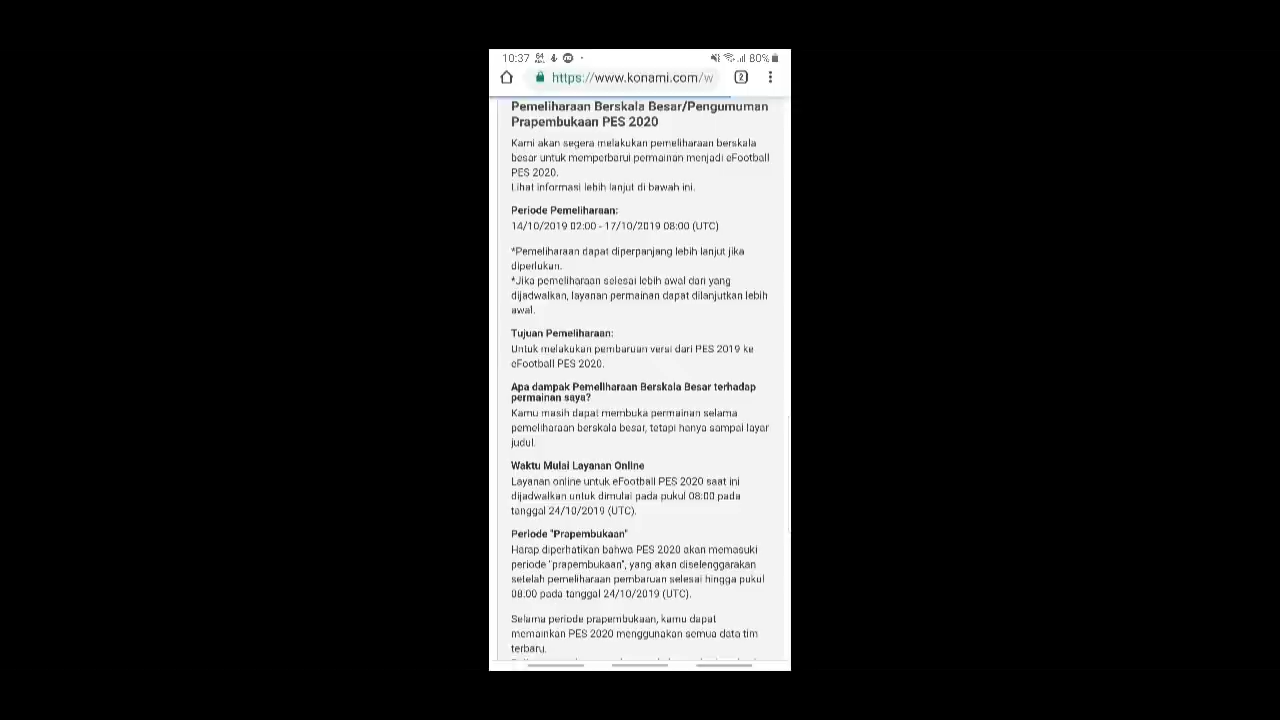 10:37 80%
https://www.konami.com/w 2
Pemeliharaan Berskala Besar/Pengumuman
Prapembukaan PES 2020
Kami akan segera melakukan pemeliharaan berskala
besar untuk memperbarui permainan menjadi eFootball
PES 2020.
Lihat informasi lebih lanjut di bawah ini.
Periode Pemeliharaan:
14/10/2019 02:00 - 17/10/2019 08:00 (UTC)
*Pemeliharaan dapat diperpanjang lebih lanjut jika
diperlukan.
*Jika pemeliharaan selesai lebih awal dari yang
dijadwalkan, layanan permainan dapat dilanjutkan lebih
awal.
Tujuan Pemeliharaan:
Untuk melakukan pembaruan versi dari PES 2019 ke
eFootball PES 2020.
Apa dampak Pemeliharaan Berskala Besar terhadap
permainan saya?
Kamu masih dapat membuka permainan selama
pemeliharaan berskala besar, tetapi hanya sampai layar
judul.
Waktu Mulai Layanan Online
Layanan online untuk eFootball PES 2020 saat ini
dijadwalkan untuk dimulai pada pukul 08:00 pada
tanggal 24/10/2019 (UTC).
Periode "Prapembukaan"
Harap diperhatikan bahwa PES 2020 akan memasuki
periode "prapembukaan", yang akan diselenggarakan
setelah pemeliharaan pembaruan selesai hingga pukul
08:00 pada tanggal 24/10/2019 (UTC).
Selama periode prapembukaan, kamu dapat
memainkan PES 2020 menggunakan semua data tim
terbaru.